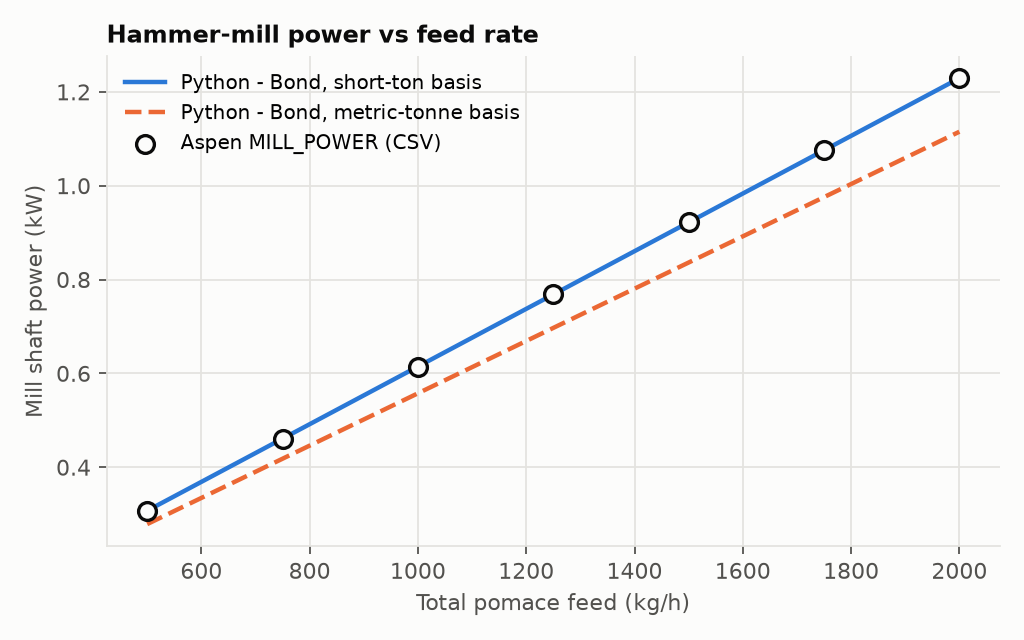 Hammer-mill power vs feed rate
Python - Bond, short-ton basis
Python - Bond, metric-tonne basis
Aspen MILL_POWER (CSV)
Mill shaft power (kW)
1.2
1.0
0.8
0.6
0.4
600 800 1000 1200 1400 1600 1800 2000
Total pomace feed (kg/h)